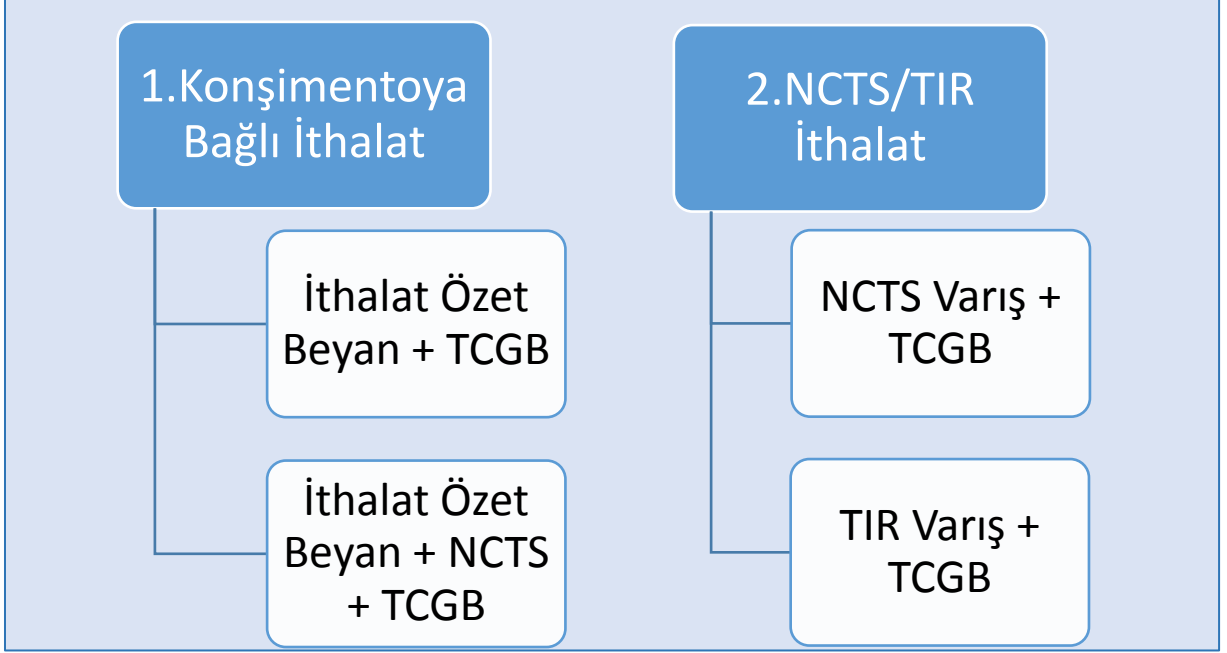 1.Konşimentoya
Bağlı İthalat
İthalat Özet
Beyan + TCGB
İthalat Özet
Beyan + NCTS
+ TCGB
2.NCTS/TIR
İthalat
NCTS Varış +
TCGB
TIR Varış +
TCGB